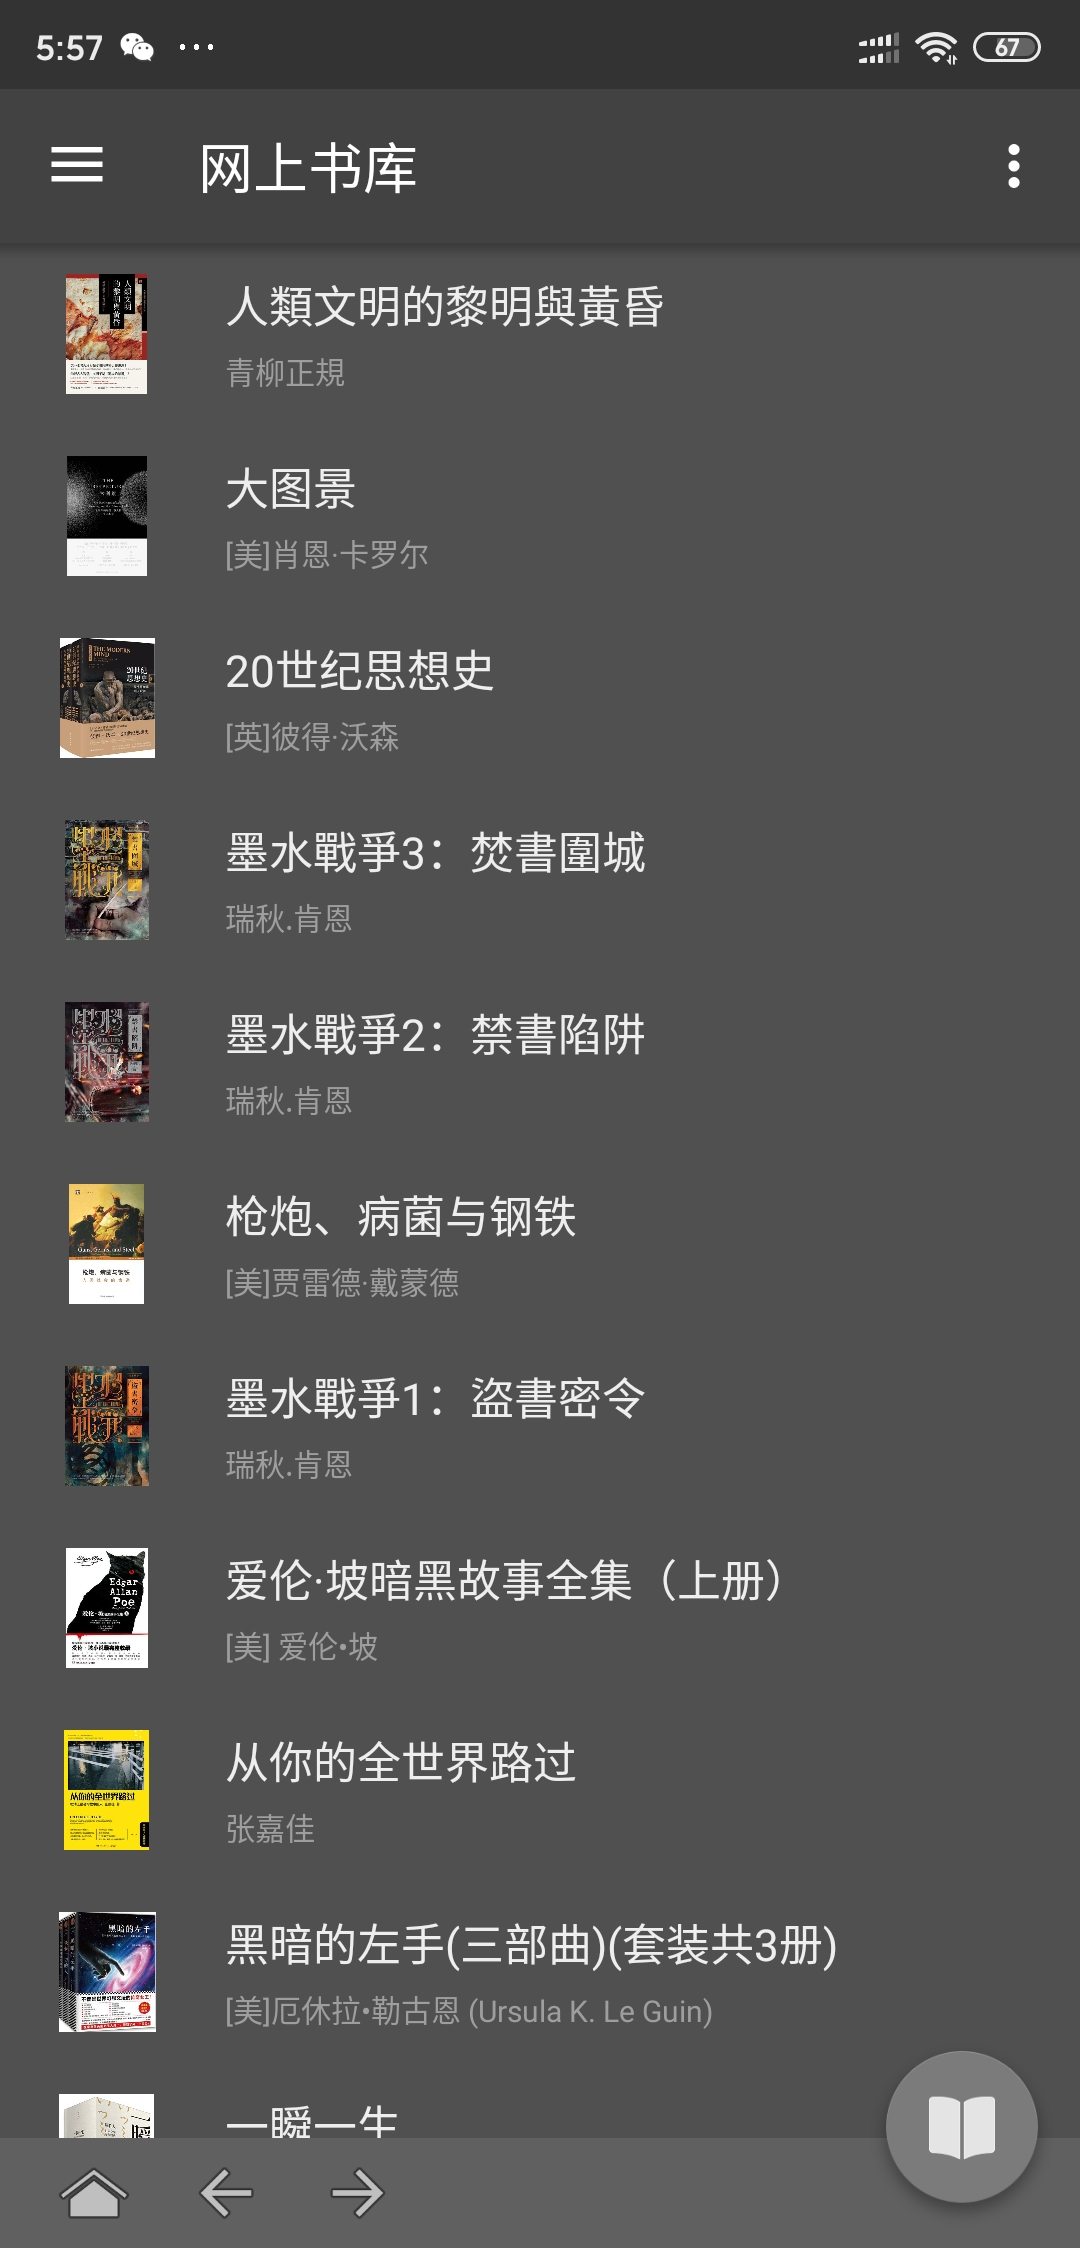 5:57
67
网上书库
人類文明的黎明與黃昏
青柳正規
大图景
[美]肖恩·卡罗尔
20世纪思想史
[英]彼得·沃森
墨水戰爭3：焚書圍城
瑞秋.肯恩
墨水戰爭2：禁書陷阱
瑞秋.肯恩
枪炮、病菌与钢铁
[美]贾雷德·戴蒙德
墨水戰爭1：盜書密令
瑞秋.肯恩
爱伦·坡暗黑故事全集（上册）
[美] 爱伦•坡
Edgar
Allan
Poe
从你的全世界路过
张嘉佳
黑暗的左手(三部曲)(套装共3册)
[美]厄休拉•勒古恩 (Ursula K. Le Guin)
一瞬一生